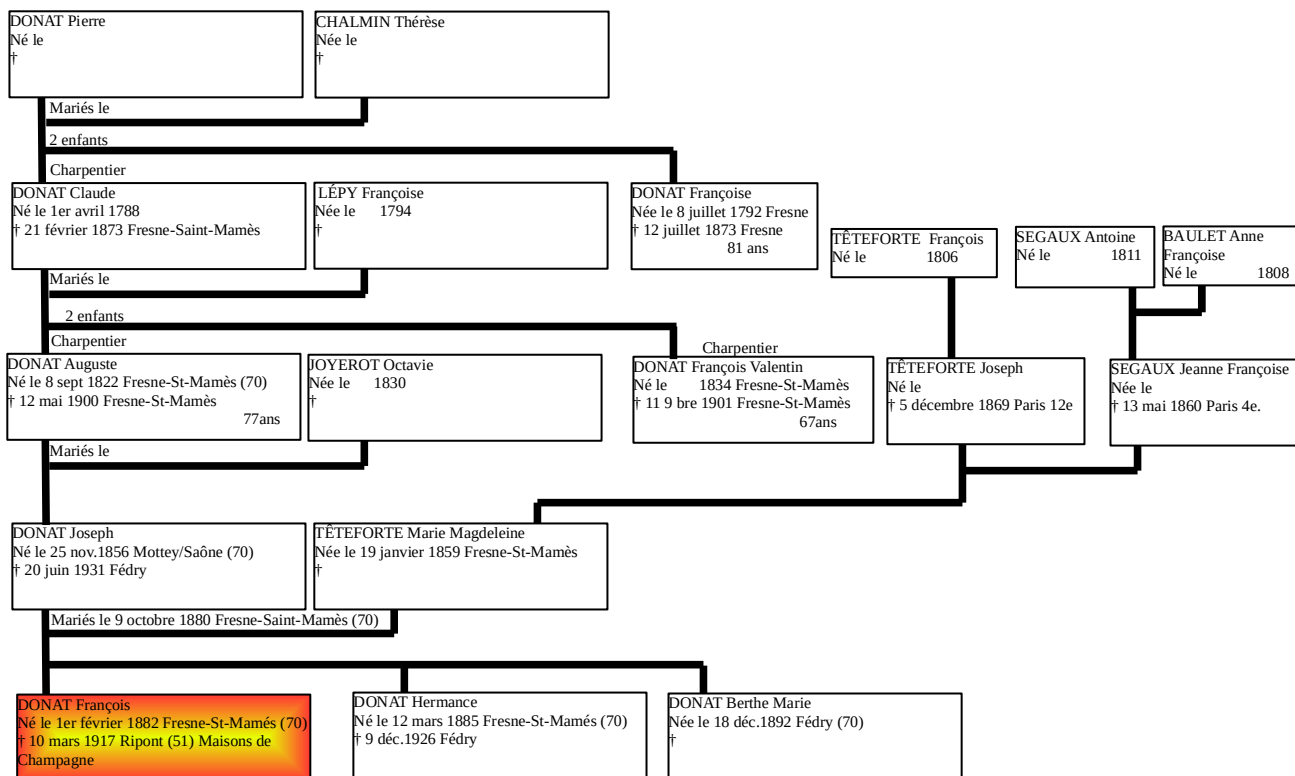 DONAT Pierre
Né le
†
CHALMIN Thérèse
Née le
†
Mariés le
2 enfants
Charpentier
DONAT Claude
Né le 1er avril 1788
† 21 février 1873 Fresne-Saint-Mamès
LÉPY Françoise
Née le 1794
†
DONAT Françoise
Née le 8 juillet 1792 Fresne
† 12 juillet 1873 Fresne
81 ans
TÊTEFORTE François
Né le 1806
SEGAUX Antoine
Né le 1811
BAULET Anne
Françoise
Né le 1808
Mariés le
2 enfants
Charpentier
DONAT Auguste
Né le 8 sept 1822 Fresne-St-Mamès (70)
† 12 mai 1900 Fresne-St-Mamès
77ans
JOYEROT Octavie
Née le 1830
†
Charpentier
DONAT François Valentin
Né le 1834 Fresne-St-Mamès
† 11 9 bre 1901 Fresne-St-Mamès
67ans
TÊTEFORTE Joseph
Né le
† 5 décembre 1869 Paris 12e
SEGAUX Jeanne Françoise
Née le
† 13 mai 1860 Paris 4e.
Mariés le
DONAT Joseph
Né le 25 nov.1856 Mottey/Saône (70)
† 20 juin 1931 Fédry
TÊTEFORTE Marie Magdeleine
Née le 19 janvier 1859 Fresne-St-Mamès
†
Mariés le 9 octobre 1880 Fresne-Saint-Mamès (70)
DONAT François
Né le 1er février 1882 Fresne-St-Mamés (70)
† 10 mars 1917 Ripont (51) Maisons de
Champagne
DONAT Hermance
Né le 12 mars 1885 Fresne-St-Mamés (70)
† 9 déc.1926 Fédry
DONAT Berthe Marie
Née le 18 déc.1892 Fédry (70)
†